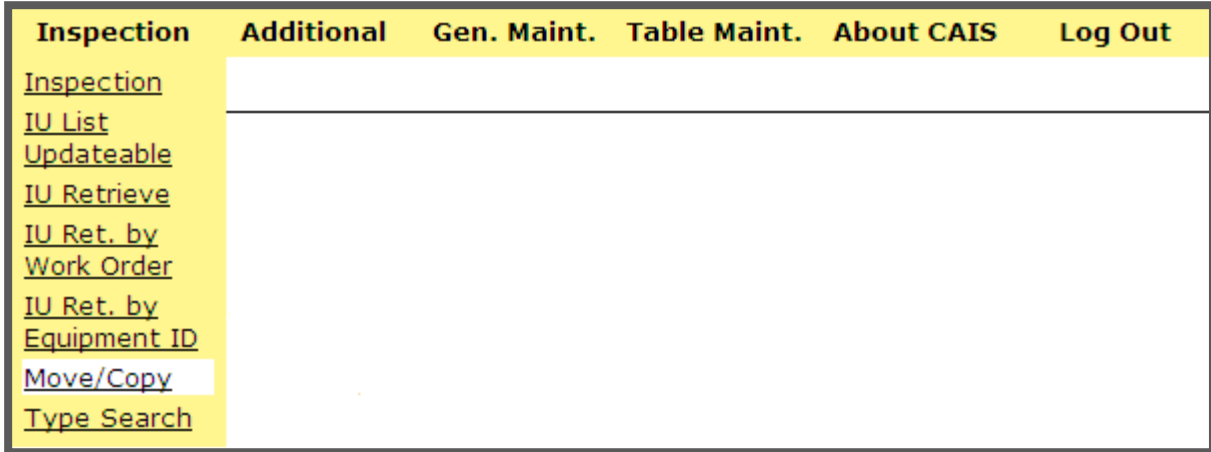 Inspection Additional Gen. Maint. Table Maint. About CAIS Log Out
Inspection
IU List
Updateable
IU Retrieve
IU Ret. by
Work Order
IU Ret. by
Equipment ID
Move/Copy
Type Search